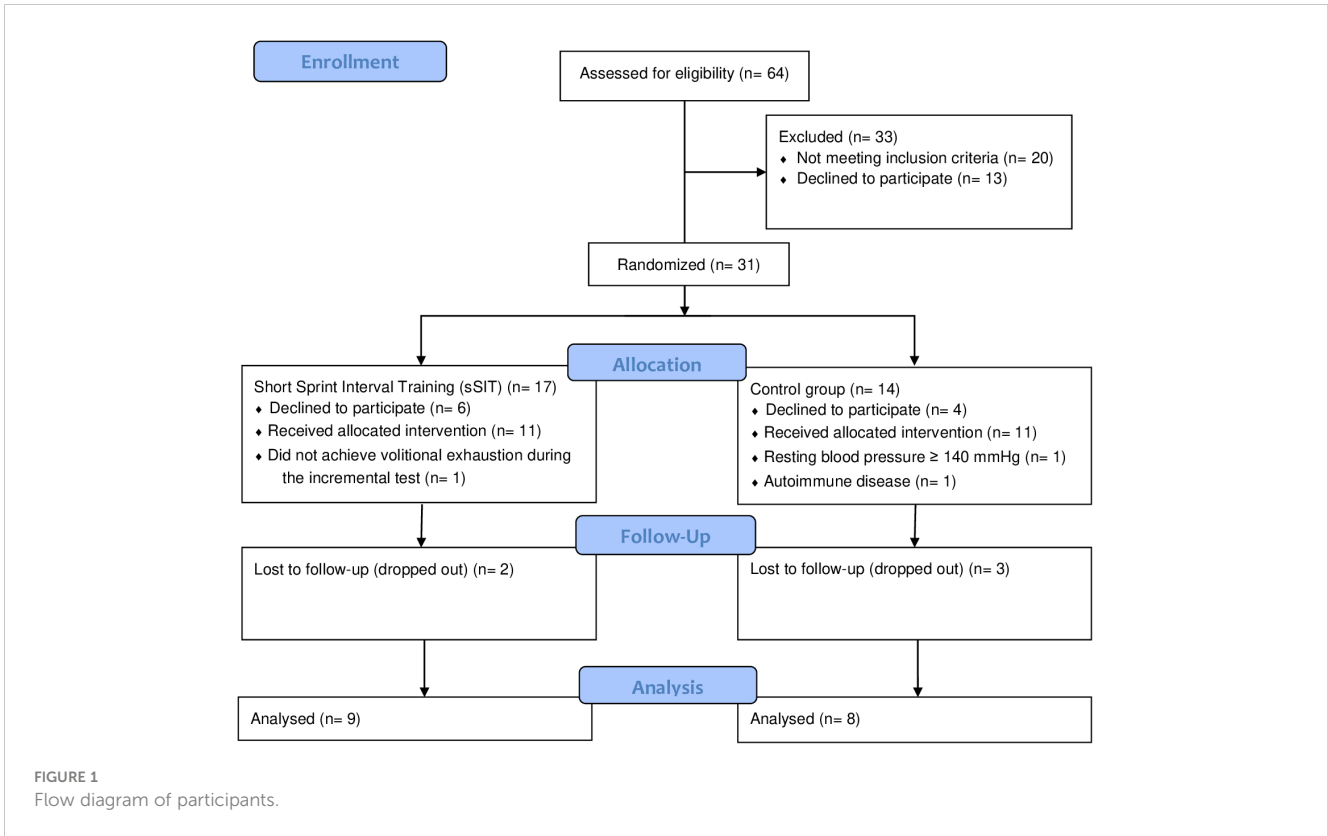 Enrollment
Assessed for eligibility (n= 64)
Excluded (n= 33)
♦ Not meeting inclusion criteria (n= 20)
♦ Declined to participate (n= 13)
Randomized (n= 31)
Allocation
Short Sprint Interval Training (sSIT) (n= 17)
♦ Declined to participate (n= 6)
♦ Received allocated intervention (n= 11)
♦ Did not achieve volitional exhaustion during
the incremental test (n= 1)
Control group (n= 14)
♦ Declined to participate (n= 4)
♦ Received allocated intervention (n= 11)
♦ Resting blood pressure ≥ 140 mmHg (n= 1)
♦ Autoimmune disease (n= 1)
Follow-Up
Lost to follow-up (dropped out) (n= 2)
Lost to follow-up (dropped out) (n= 3)
Analysis
Analysed (n= 9)
Analysed (n= 8)
FIGURE 1
Flow diagram of participants.